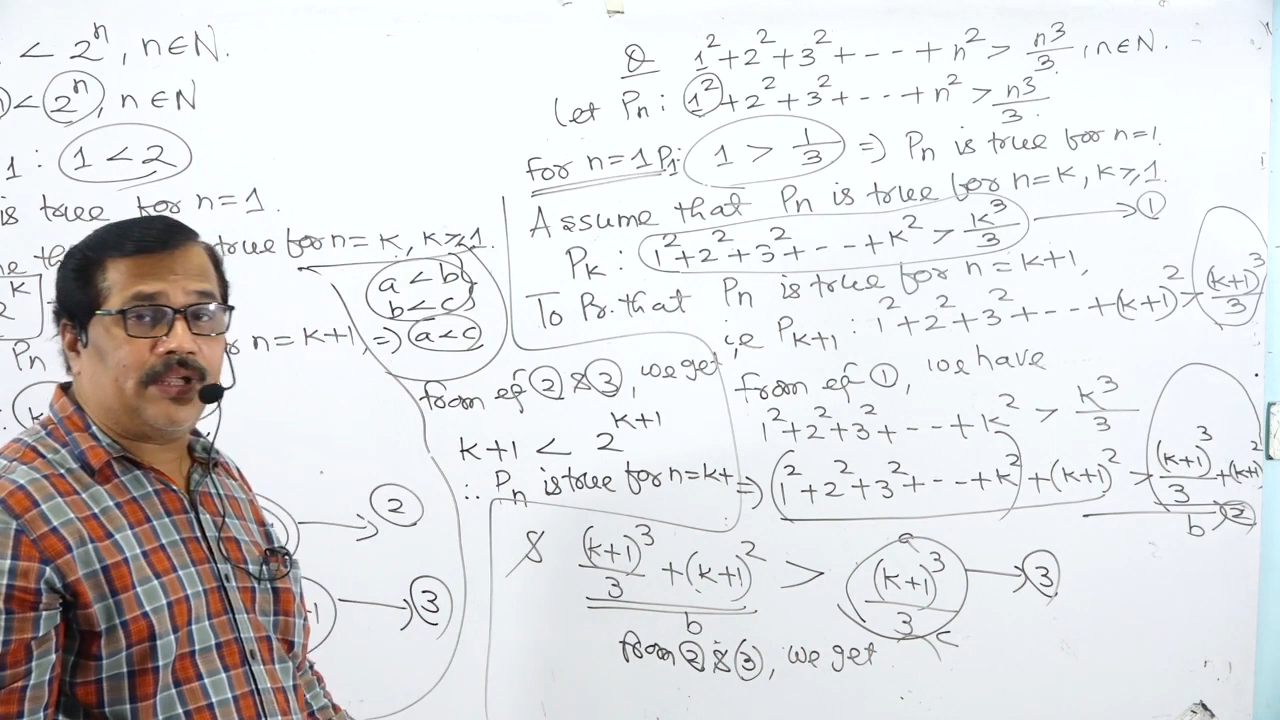 < 2ⁿ, n∈N.
< 2ⁿ, n∈N
1 : 1 < 2
is true for n=1.
true for n=k, k≥1.
a < b
b < c
n=k+1, ⇒ a<c
Pn
from eq ② & ③, we get
k+1 < 2^(k+1)
∴ Pn is true for n=k+
②
③
Q 1²+2²+3²+---+n² > n³/3, n∈N.
Let Pn : 1²+2²+3²+---+n² > n³/3.
for n=1 P1: 1 > 1/3 ⇒ Pn is true for n=1
Assume that Pn is true for n=k, k≥1.
Pk : 1²+2²+3²+---+k² > k³/3 → ①
To Pr. that Pn is true for n=k+1,
i.e P_(k+1) : 1²+2²+3²+---+(k+1)² > (k+1)³/3
from eq ①, we have
1²+2²+3²+---+k² > k³/3
⇒ 1²+2²+3²+---+k²+(k+1)² > (k+1)³/3+(k+1)² → ②
a b
& (k+1)³/3 + (k+1)² > (k+1)³/3 → ③
b c
from ② & ③, we get